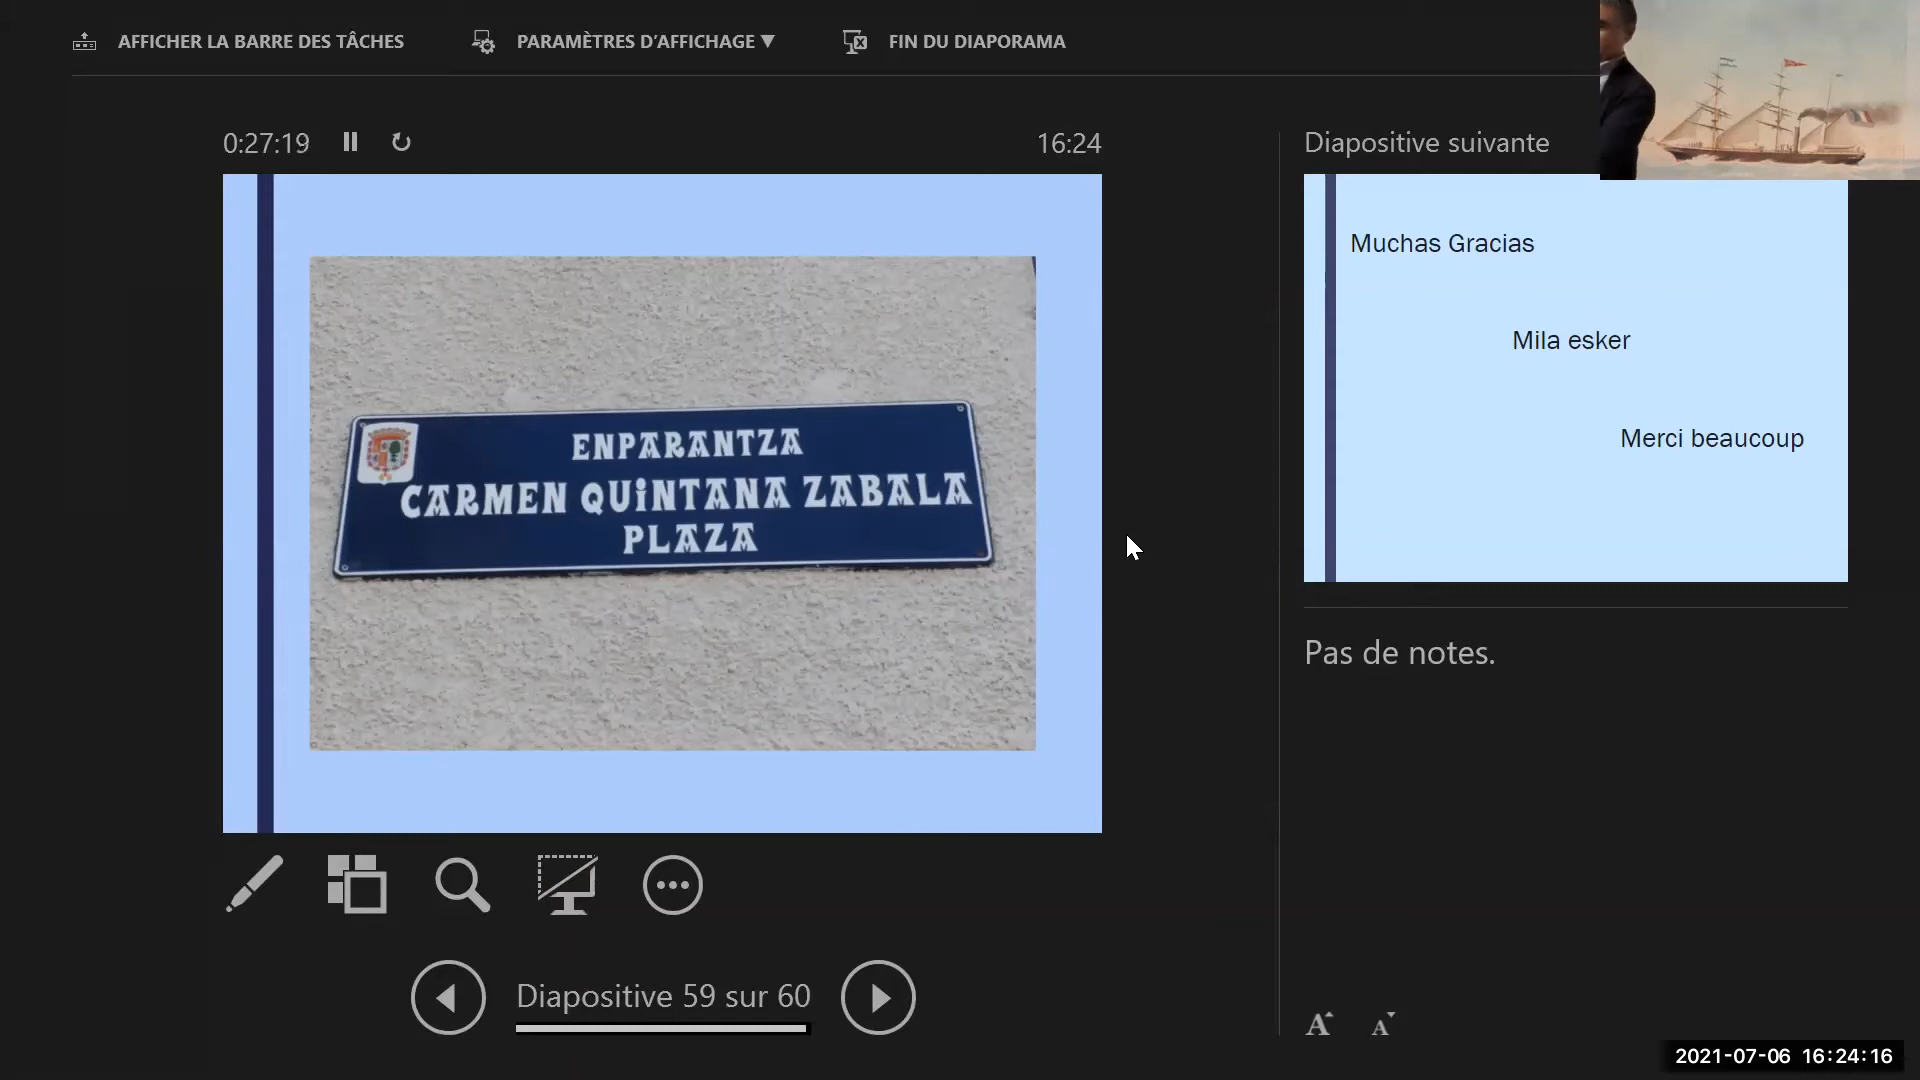 AFFICHER LA BARRE DES TÂCHES
PARAMÈTRES D'AFFICHAGE ▼
FIN DU DIAPORAMA
0:27:19
16:24
ENPARANTZA
CARMEN QUiNTANA ZABALA
PLAZA
Diapositive 59 sur 60
Diapositive suivante
Muchas Gracias
Mila esker
Merci beaucoup
Pas de notes.
A A
2021-07-06 16:24:16